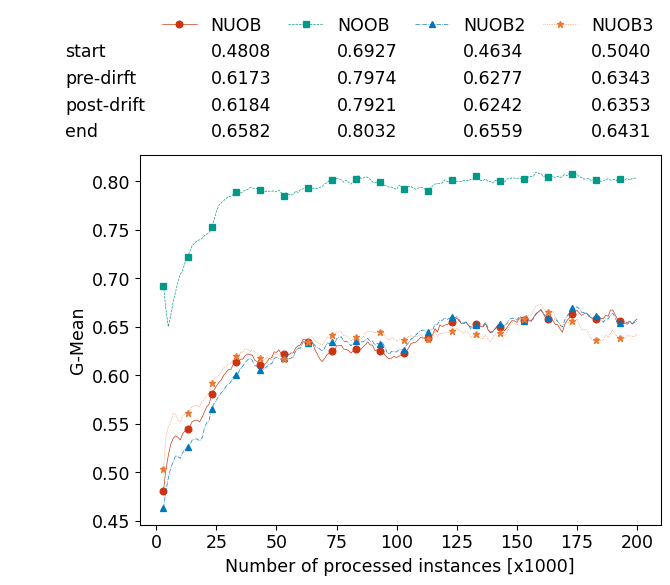 NUOB NOOB NUOB2 NUOB3
start 0.4808 0.6927 0.4634 0.5040
pre-dirft 0.6173 0.7974 0.6277 0.6343
post-drift 0.6184 0.7921 0.6242 0.6353
end 0.6582 0.8032 0.6559 0.6431
0.80
0.75
0.70
0.65
0.60
0.55
0.50
0.45
G-Mean
0 25 50 75 100 125 150 175 200
Number of processed instances [x1000]